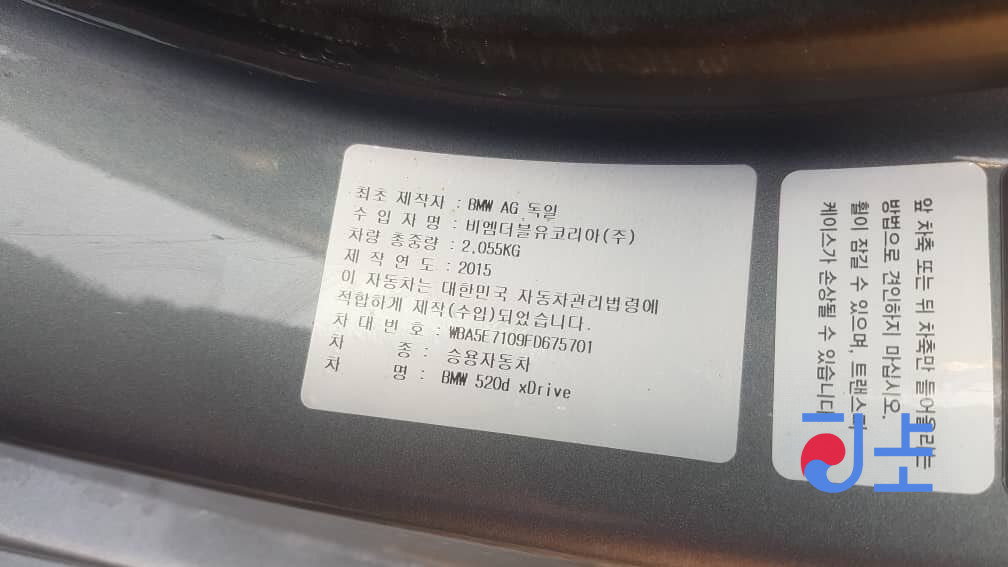 최초 제작자 : BMW AG 독일
수 입 자 명 : 비엠더블유코리아(주)
차량 총중량 : 2,055KG
제 작 연 도 : 2015
이 자동차는 대한민국 자동차관리법령에
적합하게 제작(수입)되었습니다.
차 대 번 호 : WBA5E7109FD675701
차 종 : 승용자동차
차 명 : BMW 520d xDrive
앞 차축 또는 뒤 차축만 들어올리는
방법으로 견인하지 마십시오.
휠이 잠길 수 있으며, 트랜스퍼
케이스가 손상될 수 있습니다